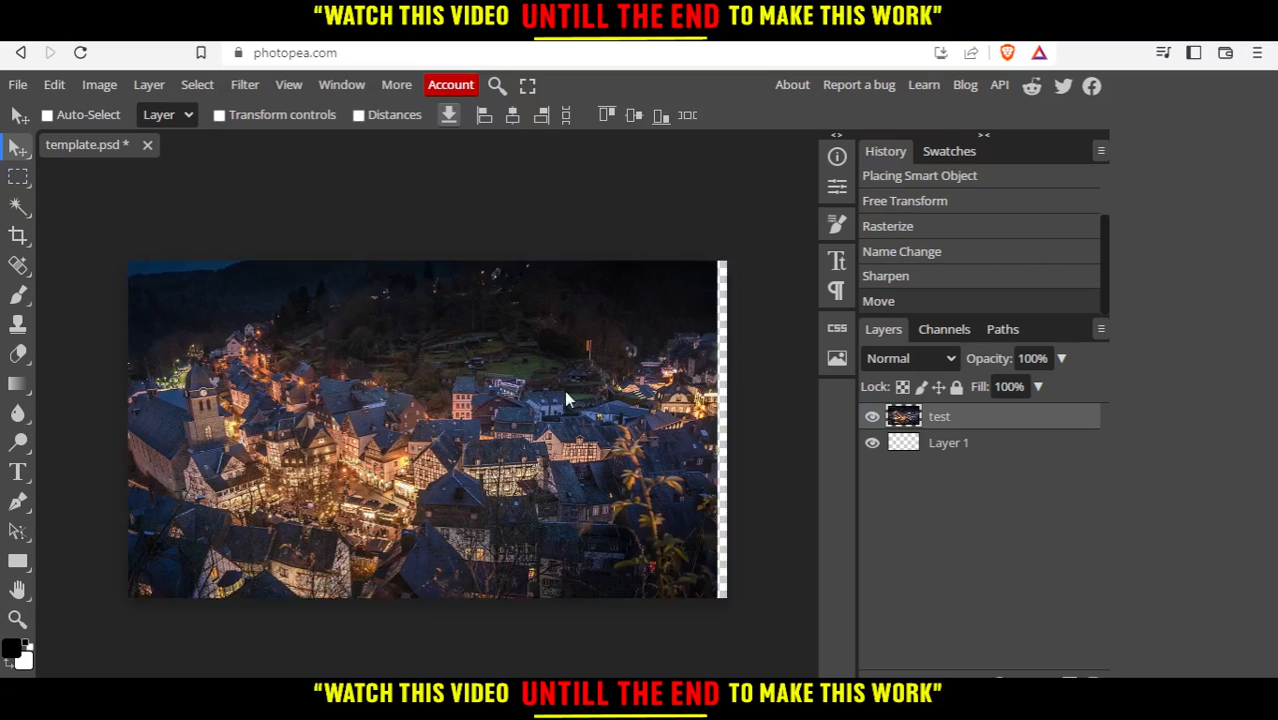 “WATCH THIS VIDEO UNTILL THE END TO MAKE THIS WORK”
photopea.com
File Edit Image Layer Select Filter View Window More Account About Report a bug Learn Blog API
Auto-Select Layer Transform controls Distances
template.psd *
History Swatches
Placing Smart Object
Free Transform
Rasterize
Name Change
Sharpen
Move
Layers Channels Paths
Normal Opacity: 100%
Lock: Fill: 100%
test
Layer 1
Tt
CSS
T
“WATCH THIS VIDEO UNTILL THE END TO MAKE THIS WORK”